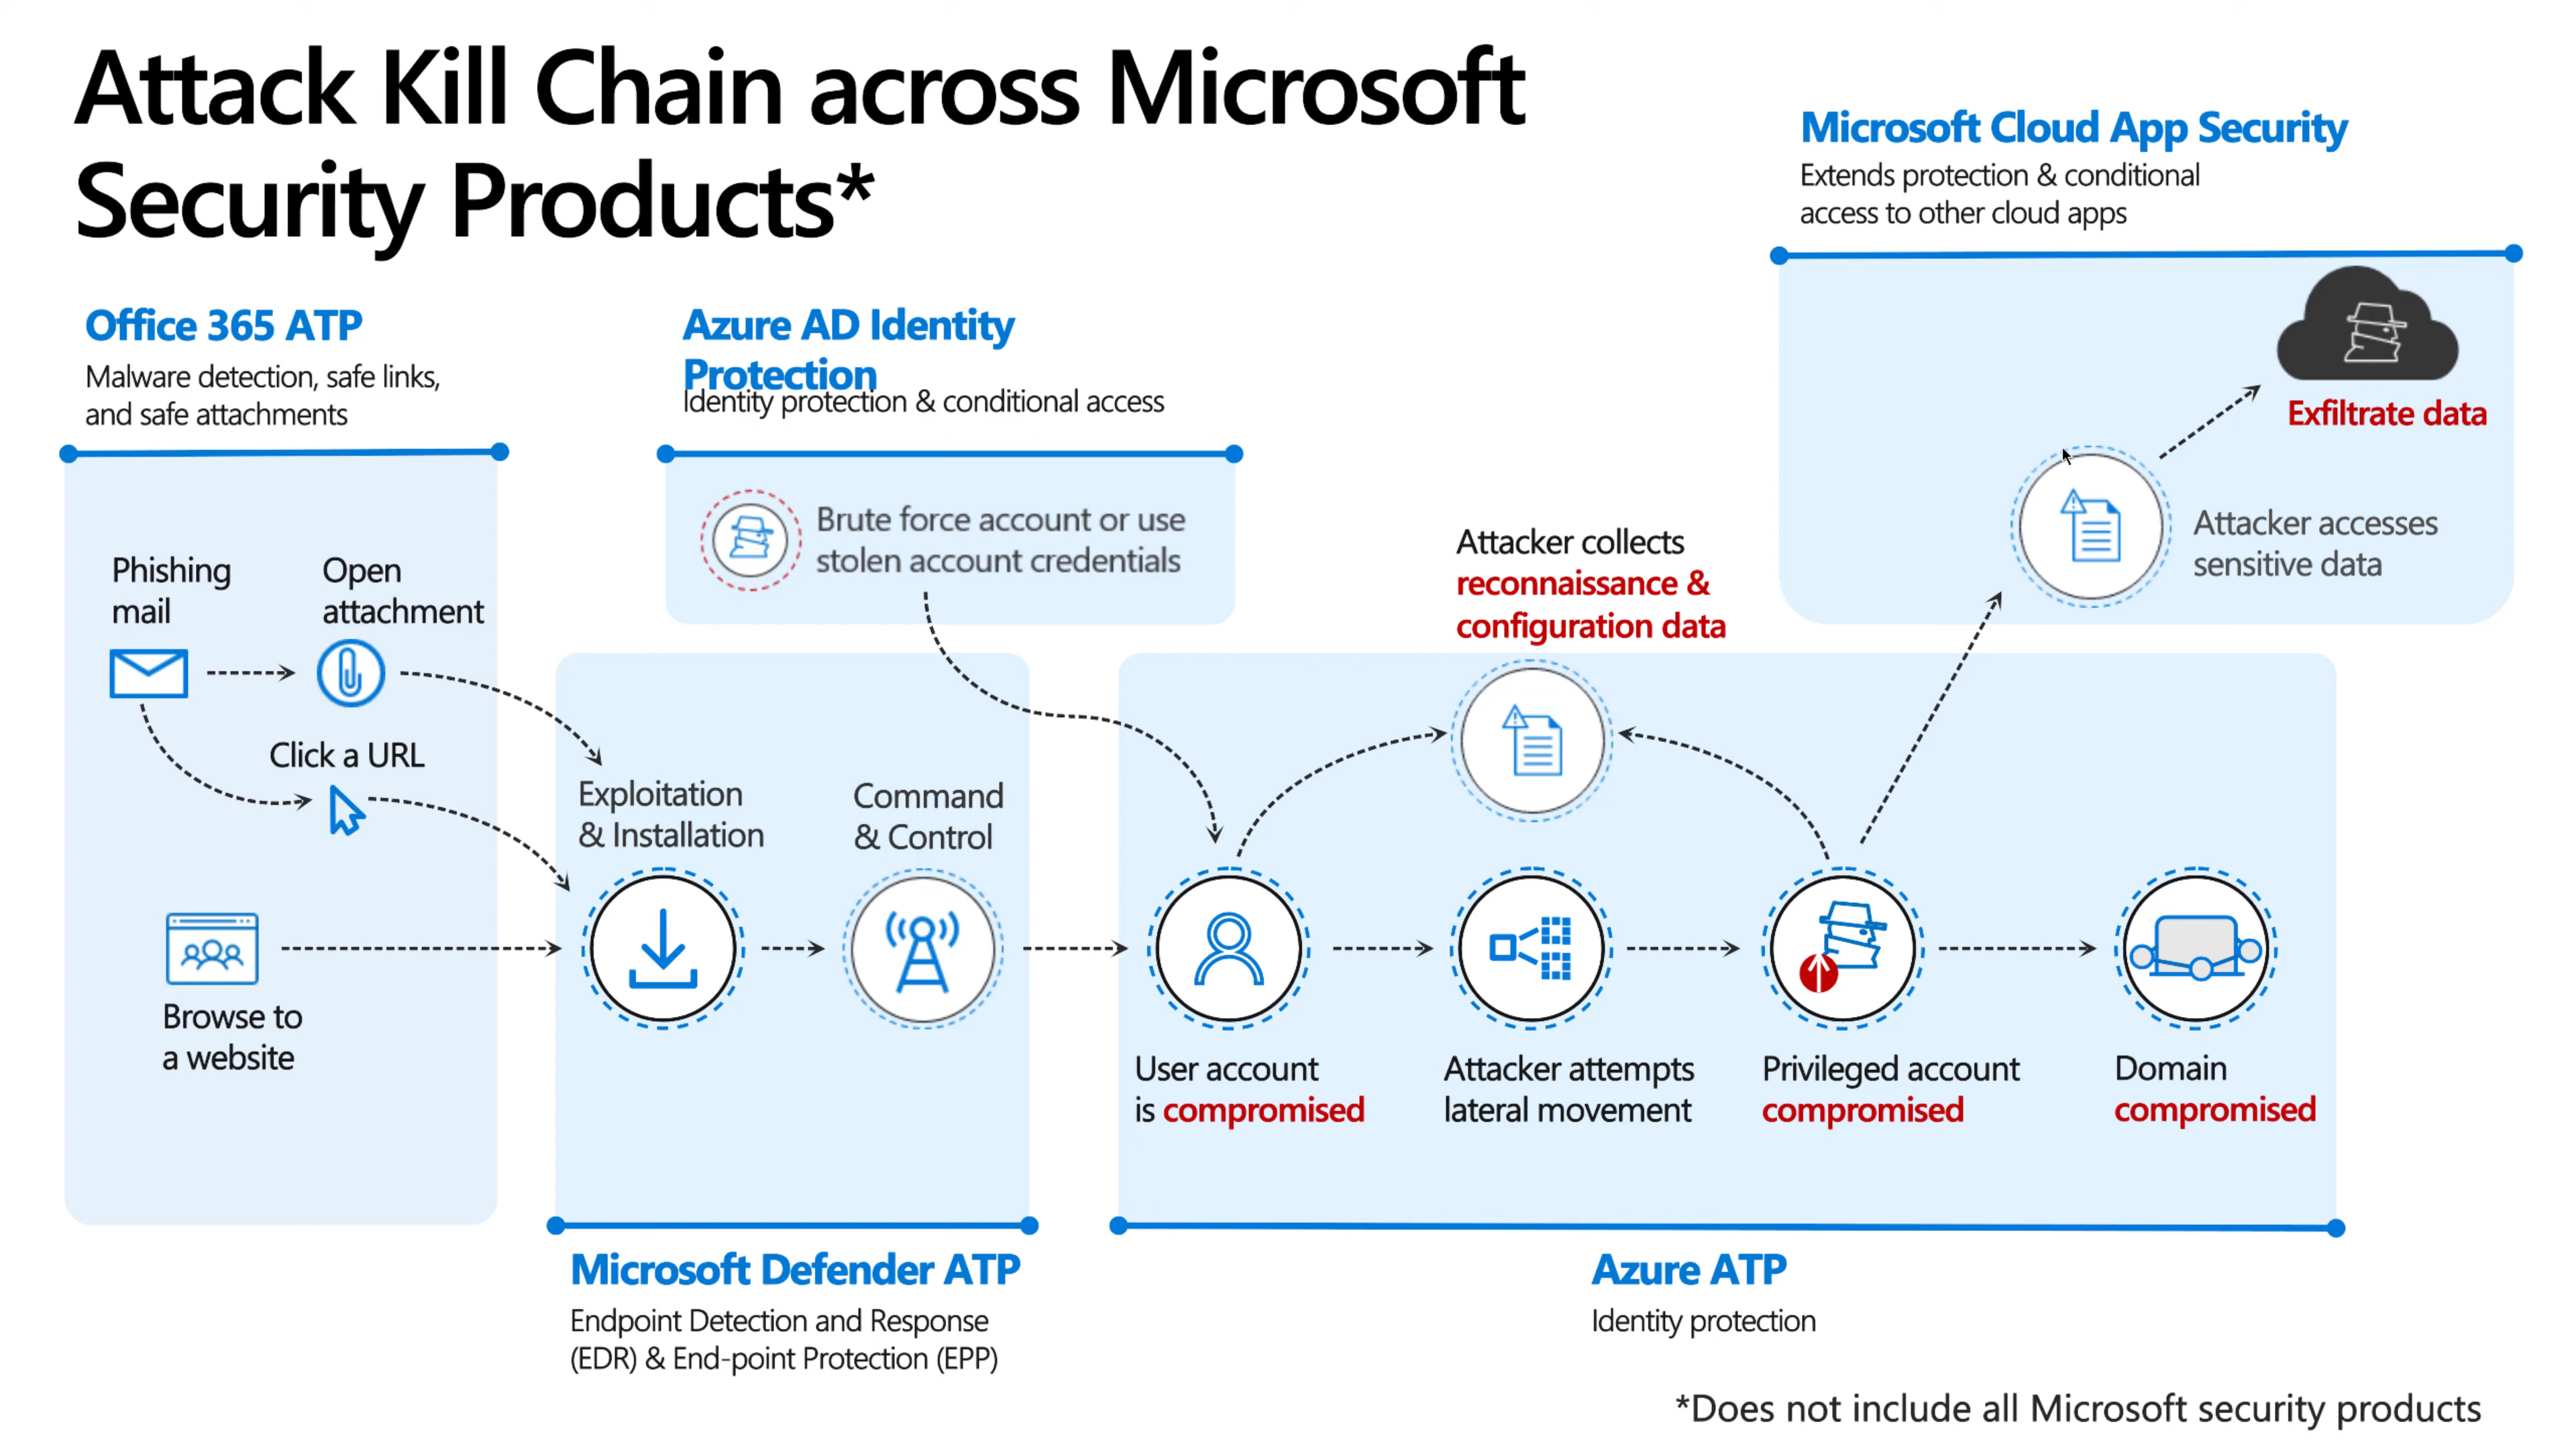 Attack Kill Chain across Microsoft
Security Products*
Microsoft Cloud App Security
Extends protection & conditional
access to other cloud apps
Office 365 ATP
Malware detection, safe links,
and safe attachments
Azure AD Identity
Protection
Identity protection & conditional access
Exfiltrate data
Brute force account or use
stolen account credentials
Attacker accesses
sensitive data
Attacker collects
reconnaissance &
configuration data
Phishing
mail
Open
attachment
Click a URL
Exploitation
& Installation
Command
& Control
Browse to
a website
User account
is compromised
Attacker attempts
lateral movement
Privileged account
compromised
Domain
compromised
Microsoft Defender ATP
Endpoint Detection and Response
(EDR) & End-point Protection (EPP)
Azure ATP
Identity protection
*Does not include all Microsoft security products